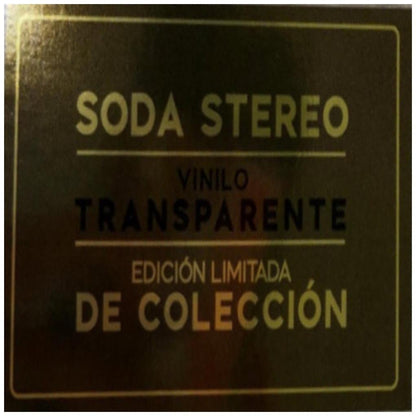 SODA STEREO
VINILO
TRANSPARENTE
EDICIÓN LIMITADA
DE COLECCIÓN